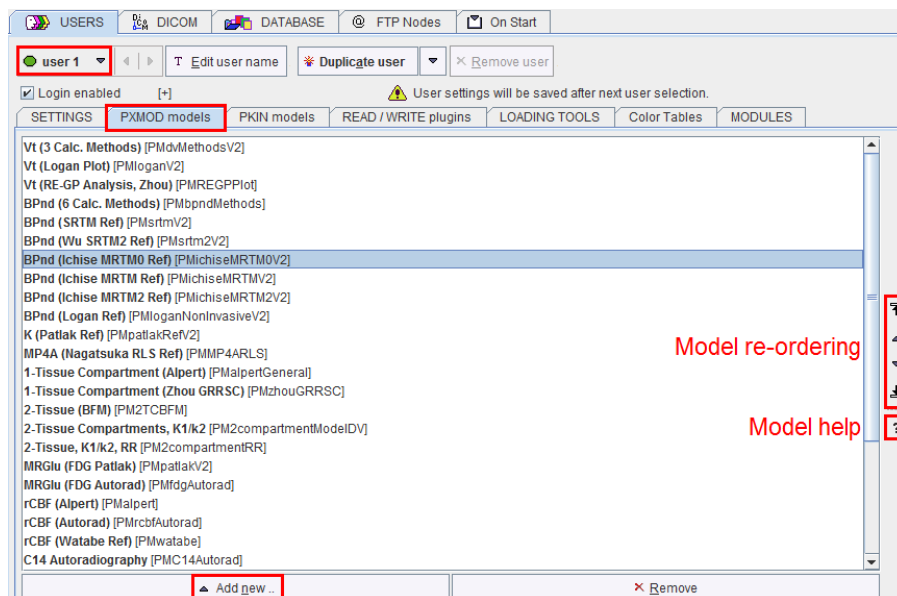 USERS DICOM DATABASE @ FTP Nodes On Start
user 1 T Edit user name Duplicate user Remove user
Login enabled [+] User settings will be saved after next user selection.
SETTINGS PXMOD models PKIN models READ / WRITE plugins LOADING TOOLS Color Tables MODULES
Vt (3 Calc. Methods) [PMdvMethodsV2]
Vt (Logan Plot) [PMloganV2]
Vt (RE-GP Analysis, Zhou) [PMREGPPlot]
BPnd (6 Calc. Methods) [PMbpndMethods]
BPnd (SRTM Ref) [PMsrtmV2]
BPnd (Wu SRTM2 Ref) [PMsrtm2V2]
BPnd (Ichise MRTM0 Ref) [PMichiseMRTM0V2]
BPnd (Ichise MRTM Ref) [PMichiseMRTMV2]
BPnd (Ichise MRTM2 Ref) [PMichiseMRTM2V2]
BPnd (Logan Ref) [PMloganNonInvasiveV2]
K (Patlak Ref) [PMpatlakRefV2]
Model re-ordering
MP4A (Nagatsuka RLS Ref) [PMMP4ARLS]
1-Tissue Compartment (Alpert) [PMalpertGeneral]
1-Tissue Compartment (Zhou GRRSC) [PMzhouGRRSC]
2-Tissue (BFM) [PM2TCBFM]
2-Tissue Compartments, K1/k2 [PM2compartmentModelDV]
Model help ?
2-Tissue, K1/k2, RR [PM2compartmentRR]
MRGlu (FDG Patlak) [PMpatlakV2]
MRGlu (FDG Autorad) [PMfdgAutorad]
rCBF (Alpert) [PMalpert]
rCBF (Autorad) [PMrcbfAutorad]
rCBF (Watabe Ref) [PMwatabe]
C14 Autoradiography [PMC14Autorad]
Add new .. Remove